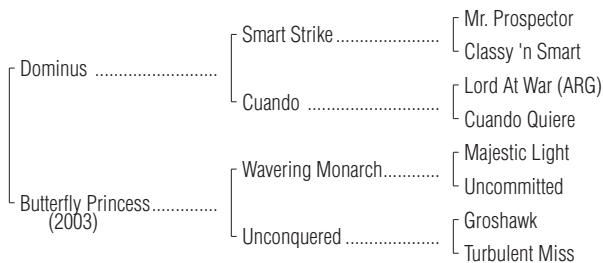 Mr. Prospector
Smart Strike
Classy 'n Smart
Dominus
Lord At War (ARG)
Cuando
Cuando Quiere
Majestic Light
Wavering Monarch
Uncommitted
Butterfly Princess
(2003)
Groshawk
Unconquered
Turbulent Miss